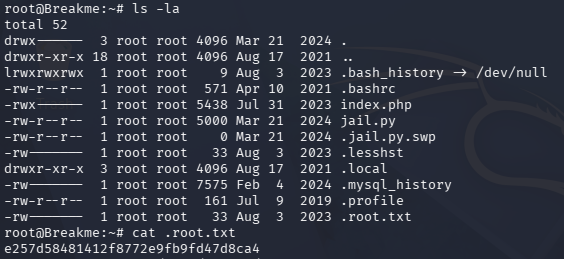 root@Breakme:~# ls -la
total 52
drwx------  3 root root 4096 Mar 21  2024 .
drwxr-xr-x 18 root root 4096 Aug 17  2021 ..
lrwxrwxrwx  1 root root    9 Aug  3  2023 .bash_history -> /dev/null
-rw-r--r--  1 root root  571 Apr 10  2021 .bashrc
-rwx------  1 root root 5438 Jul 31  2023 index.php
-rw-r--r--  1 root root 5000 Mar 21  2024 jail.py
-rw-r--r--  1 root root    0 Mar 21  2024 .jail.py.swp
-rw-------  1 root root   33 Aug  3  2023 .lesshst
drwxr-xr-x  3 root root 4096 Aug 17  2021 .local
-rw-------  1 root root 7575 Feb  4  2024 .mysql_history
-rw-r--r--  1 root root  161 Jul  9  2019 .profile
-rw-------  1 root root   33 Aug  3  2023 .root.txt
root@Breakme:~# cat .root.txt
e257d58481412f8772e9fb9fd47d8ca4